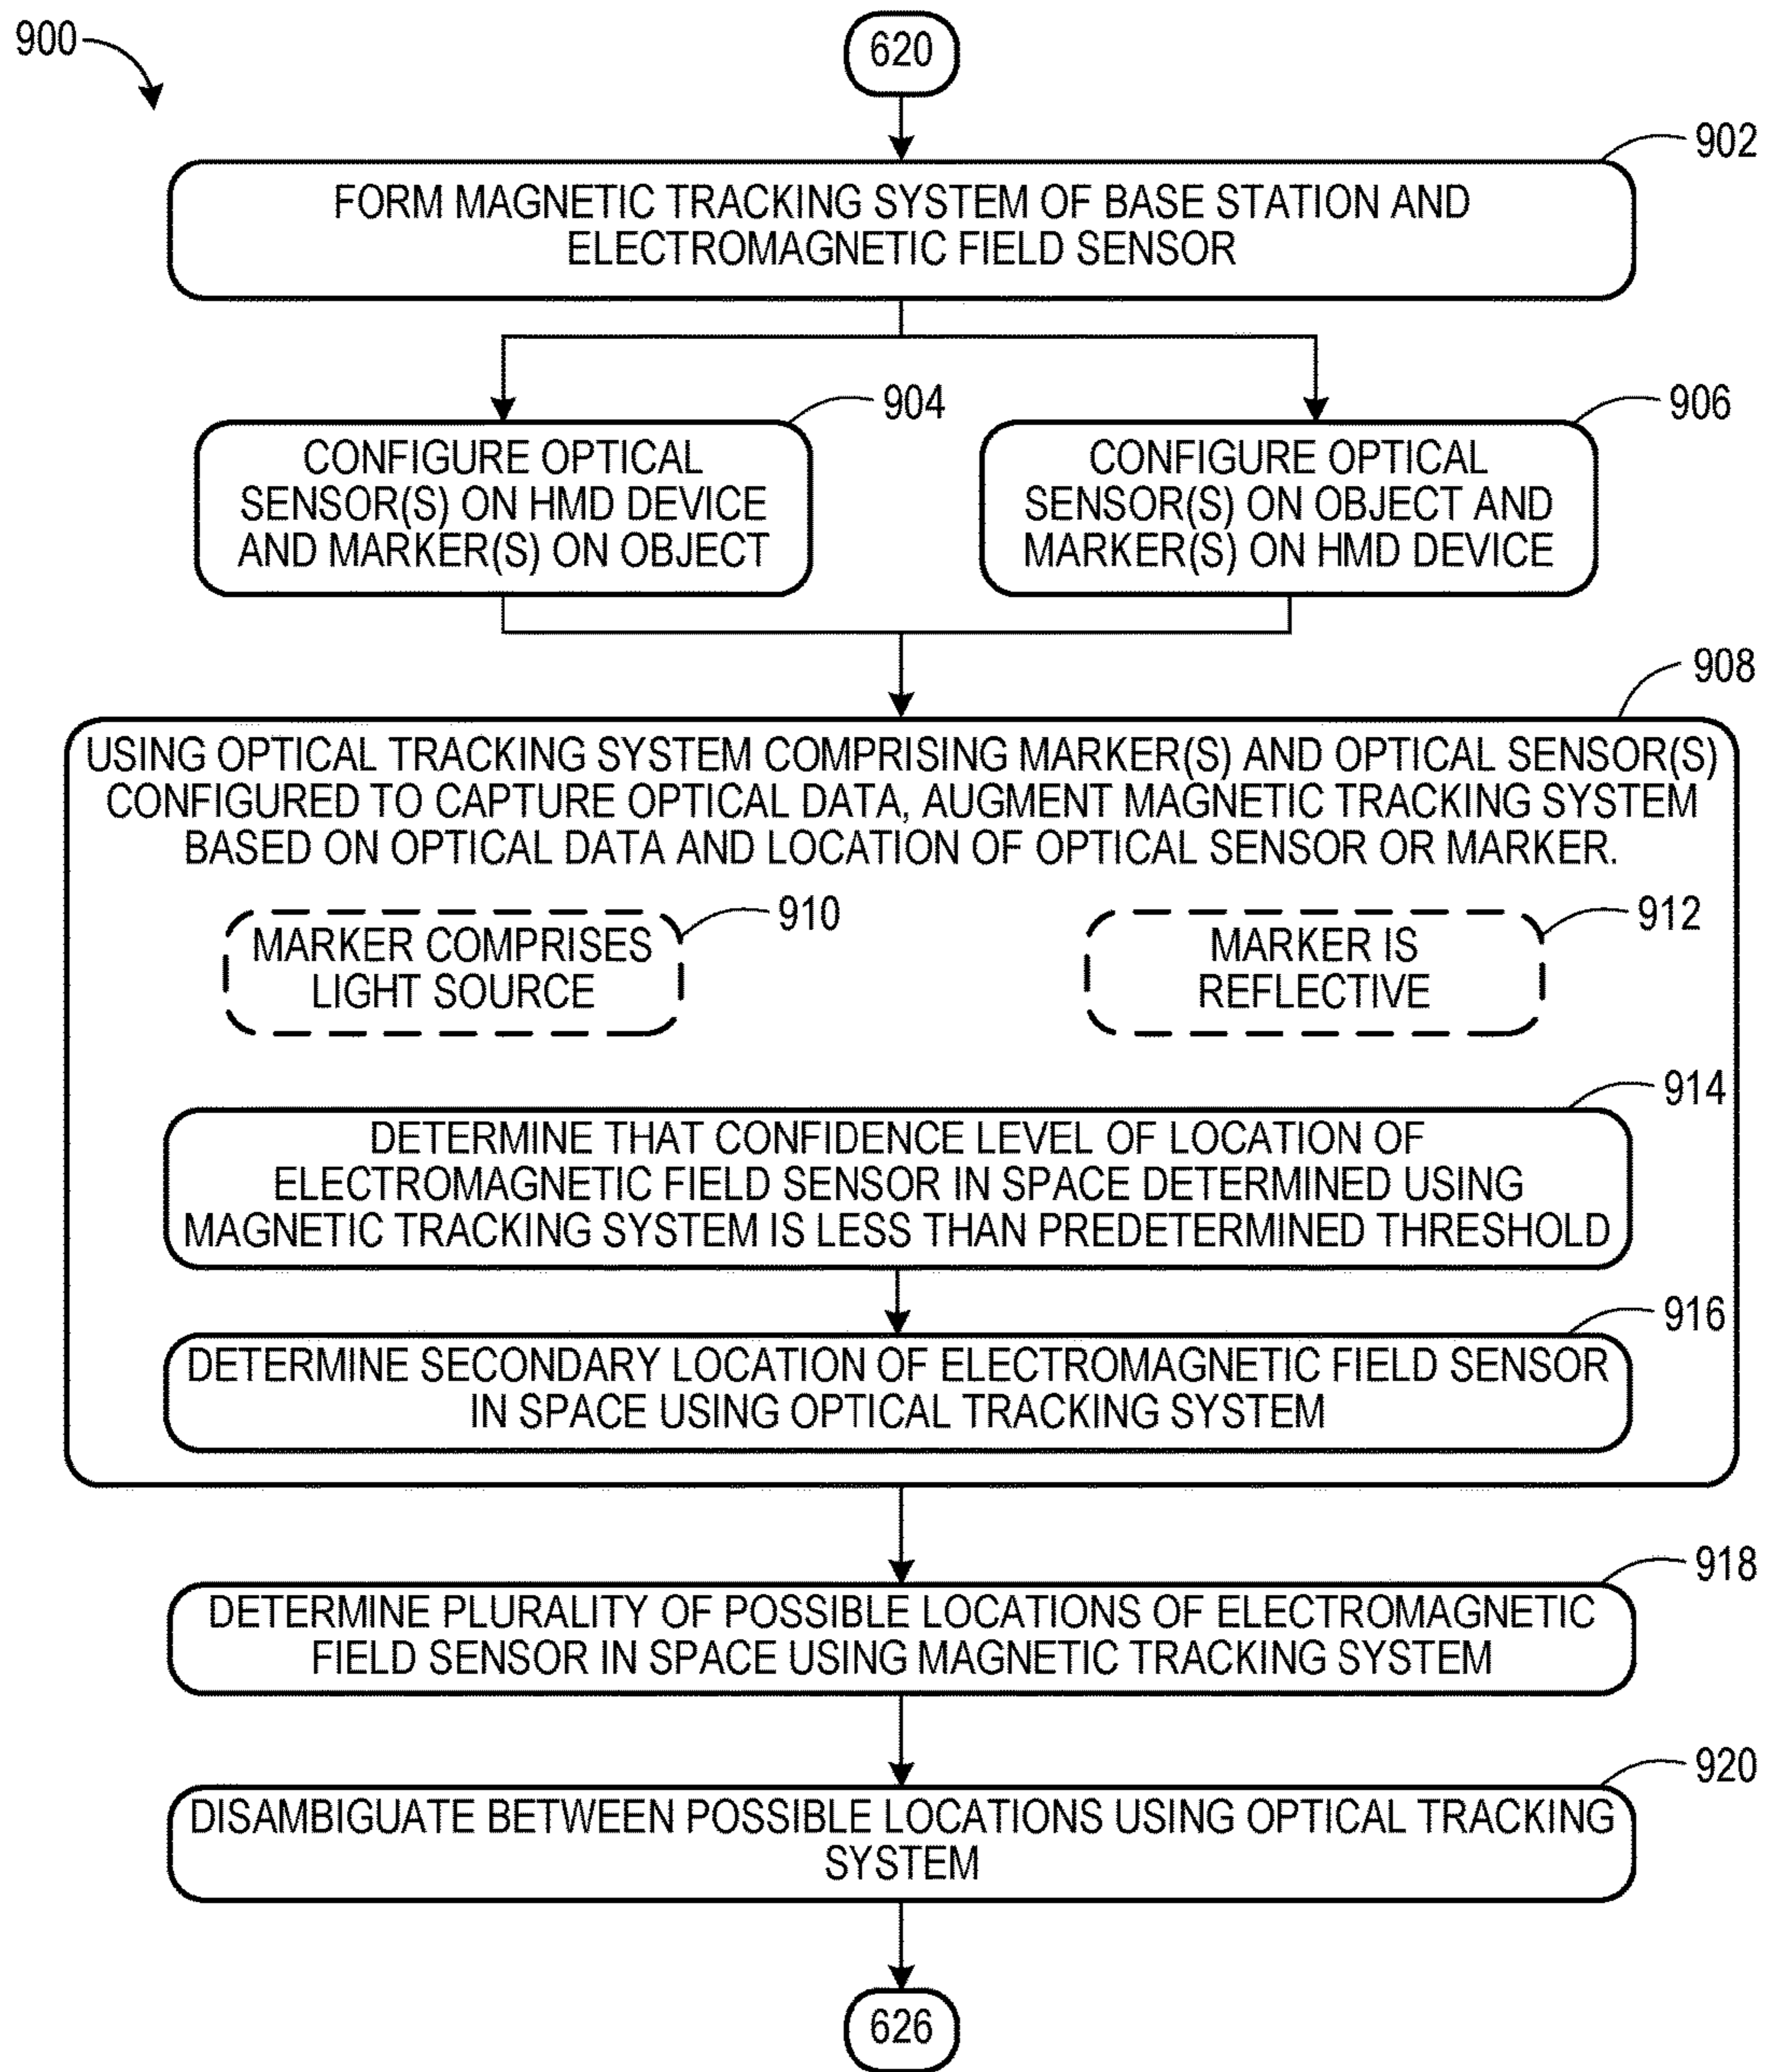 900
620
902
FORM MAGNETIC TRACKING SYSTEM OF BASE STATION AND
ELECTROMAGNETIC FIELD SENSOR
904
CONFIGURE OPTICAL
SENSOR(S) ON HMD DEVICE
AND MARKER(S) ON OBJECT
906
CONFIGURE OPTICAL
SENSOR(S) ON OBJECT AND
MARKER(S) ON HMD DEVICE
908
USING OPTICAL TRACKING SYSTEM COMPRISING MARKER(S) AND OPTICAL SENSOR(S)
CONFIGURED TO CAPTURE OPTICAL DATA, AUGMENT MAGNETIC TRACKING SYSTEM
BASED ON OPTICAL DATA AND LOCATION OF OPTICAL SENSOR OR MARKER.
910
MARKER COMPRISES
LIGHT SOURCE
912
MARKER IS
REFLECTIVE
914
DETERMINE THAT CONFIDENCE LEVEL OF LOCATION OF
ELECTROMAGNETIC FIELD SENSOR IN SPACE DETERMINED USING
MAGNETIC TRACKING SYSTEM IS LESS THAN PREDETERMINED THRESHOLD
916
DETERMINE SECONDARY LOCATION OF ELECTROMAGNETIC FIELD SENSOR
IN SPACE USING OPTICAL TRACKING SYSTEM
918
DETERMINE PLURALITY OF POSSIBLE LOCATIONS OF ELECTROMAGNETIC
FIELD SENSOR IN SPACE USING MAGNETIC TRACKING SYSTEM
920
DISAMBIGUATE BETWEEN POSSIBLE LOCATIONS USING OPTICAL TRACKING
SYSTEM
626